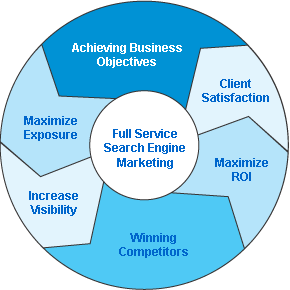 Achieving Business
Objectives
Client
Satisfaction
Maximize
ROI
Winning
Competitors
Increase
Visibility
Maximize
Exposure
Full Service
Search Engine
Marketing